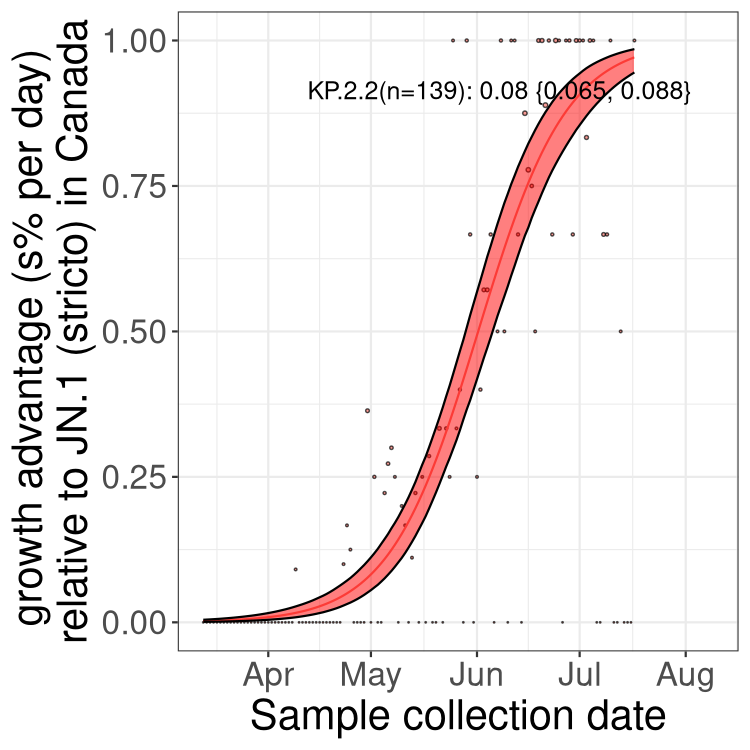 growth advantage (s% per day)
relative to JN.1 (stricto) in Canada
1.00
0.75
0.50
0.25
0.00
KP.2.2(n=139): 0.08 {0.065, 0.088}
Apr May Jun Jul Aug
Sample collection date